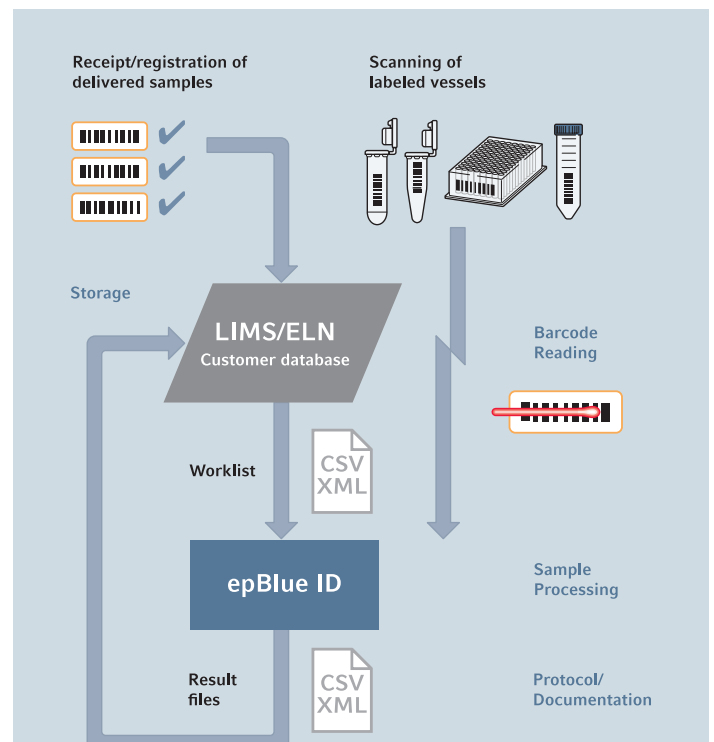 Receipt/registration of
delivered samples
Scanning of
labeled vessels
Storage
LIMS/ELN
Customer database
Barcode
Reading
Worklist
CSV
XML
epBlue ID
Sample
Processing
Result
files
CSV
XML
Protocol/
Documentation